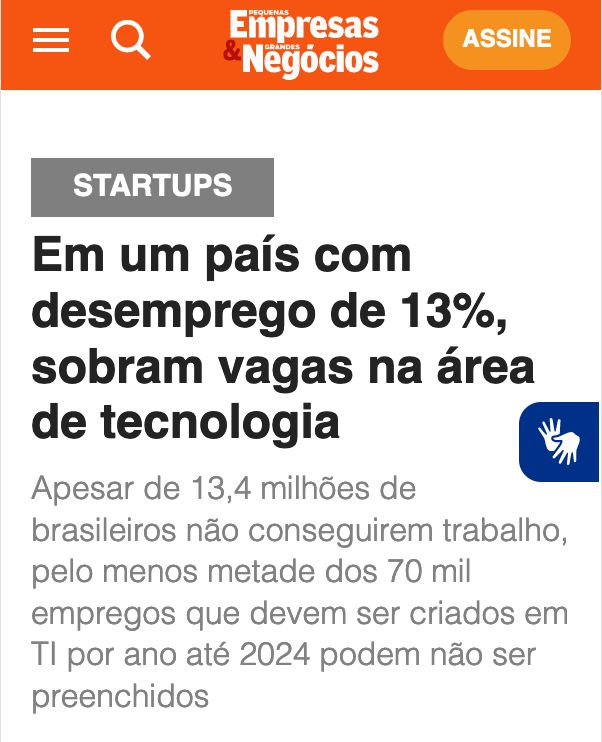 PEQUENAS
Empresas
& GRANDES
Negócios
ASSINE
STARTUPS
Em um país com
desemprego de 13%,
sobram vagas na área
de tecnologia
Apesar de 13,4 milhões de
brasileiros não conseguirem trabalho,
pelo menos metade dos 70 mil
empregos que devem ser criados em
TI por ano até 2024 podem não ser
preenchidos